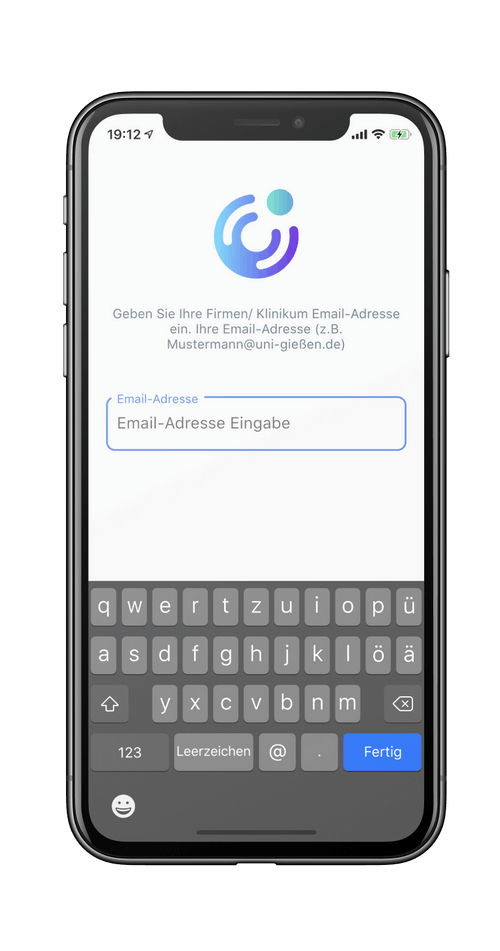 19:12
Geben Sie Ihre Firmen/ Klinikum Email-Adresse
ein. Ihre Email-Adresse (z.B.
Mustermann@uni-gießen.de)
Email-Adresse
Email-Adresse Eingabe
q w e r t z u i o p ü
a s d f g h j k l ö ä
y x c v b n m
123 Leerzeichen @ . Fertig